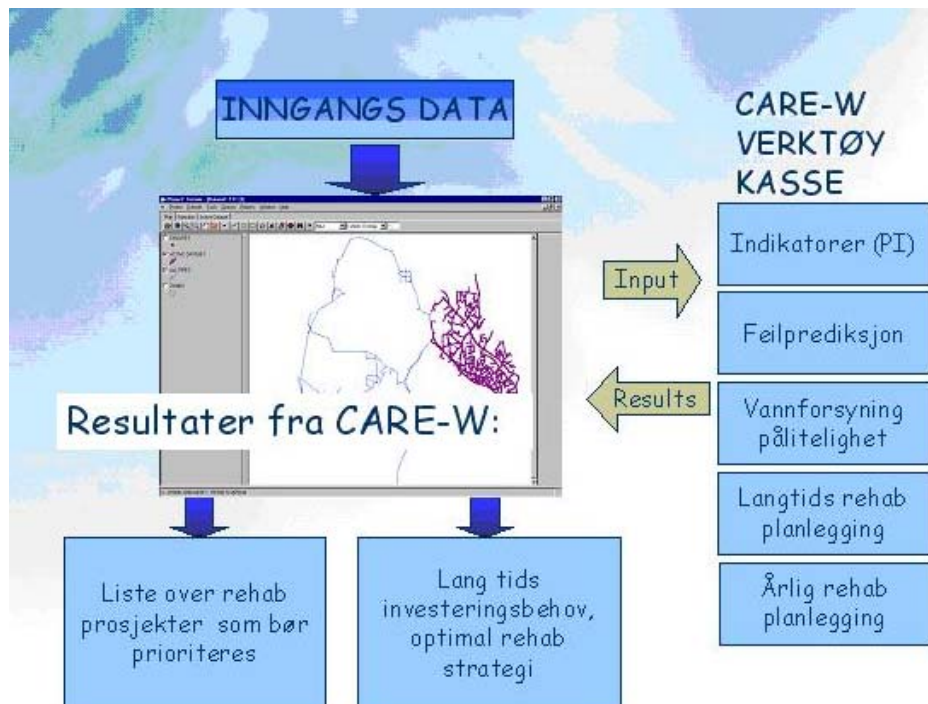 INNGANGS DATA
CARE-W
VERKTØY
KASSE
Indikatorer (PI)
Input
Feilprediksjon
Results
Resultater fra CARE-W:
Vannforsyning
pålitelighet
Langtids rehab
planlegging
Årlig rehab
planlegging
Liste over rehab
prosjekter som bør
prioriteres
Lang tids
investeringsbehov,
optimal rehab
strategi